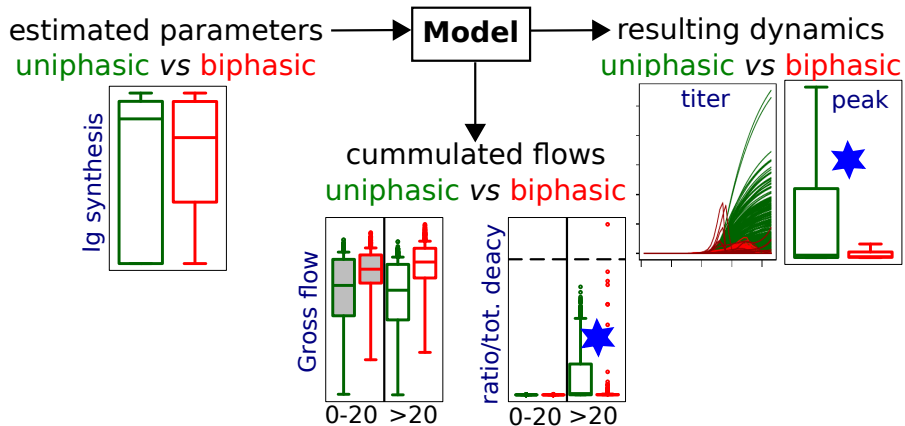 estimated parameters
uniphasic vs biphasic
Ig synthesis
Model
resulting dynamics
uniphasic vs biphasic
titer
peak
cummulated flows
uniphasic vs biphasic
Gross flow
0-20 >20
ratio/tot. deacy
0-20 >20